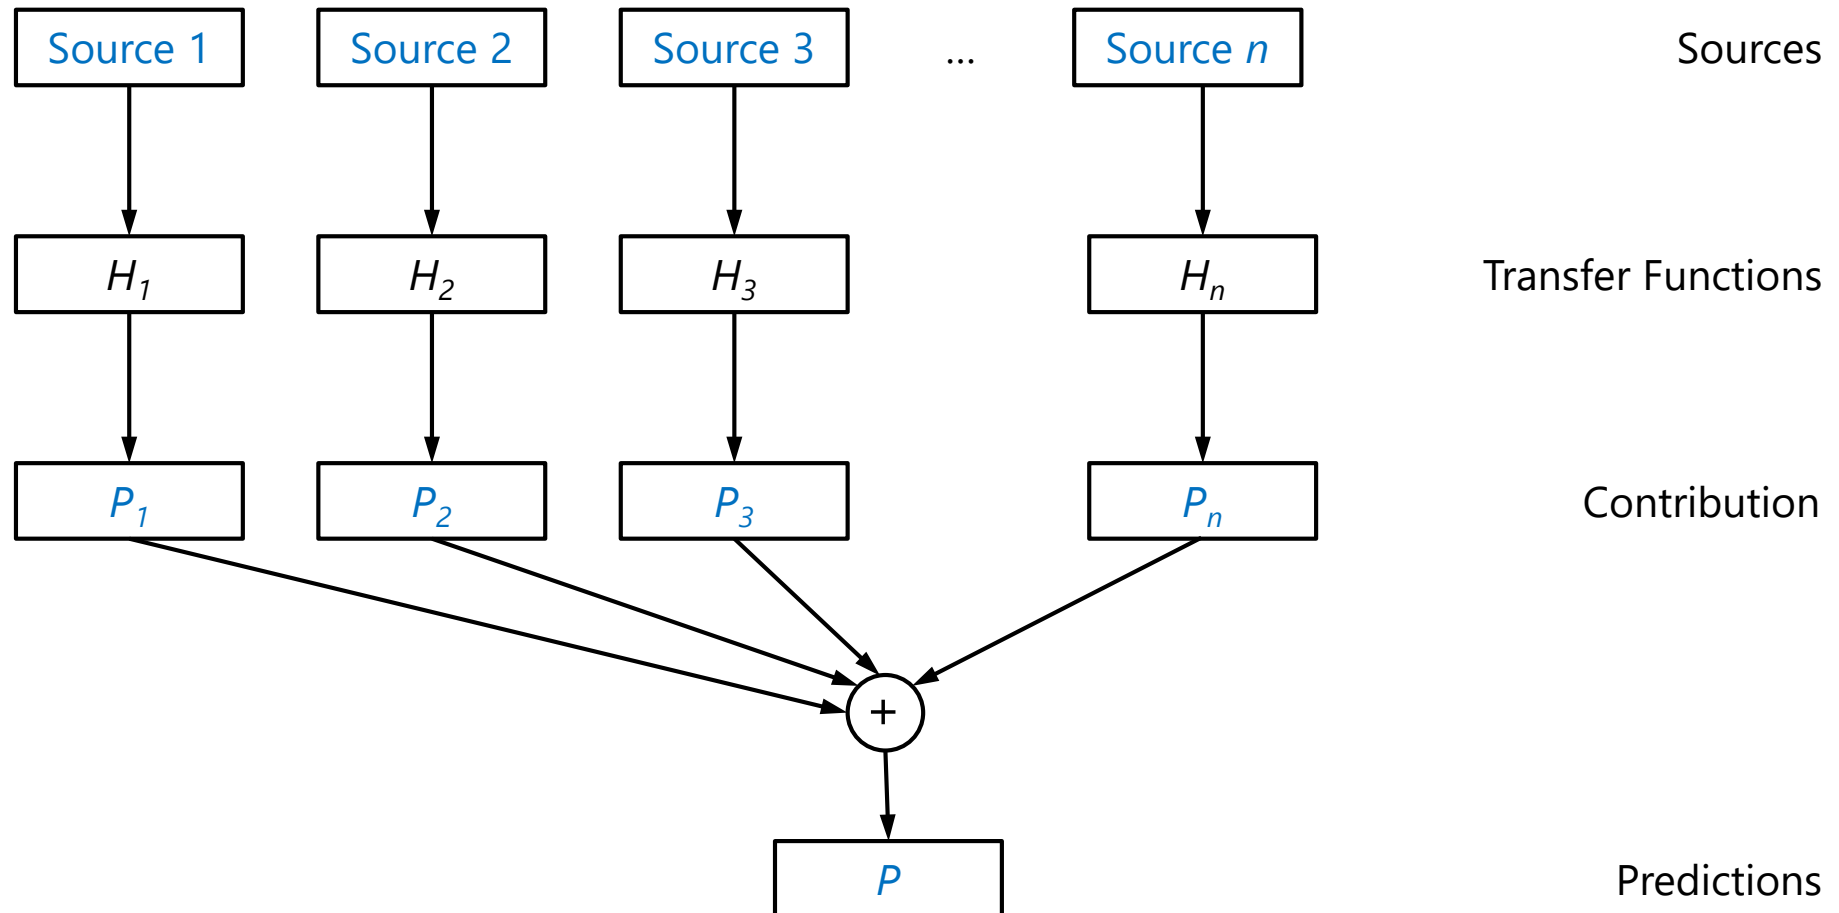 Source 1 Source 2 Source 3 ... Source n Sources
H1 H2 H3 Hn Transfer Functions
P1 P2 P3 Pn Contribution
+
P Predictions